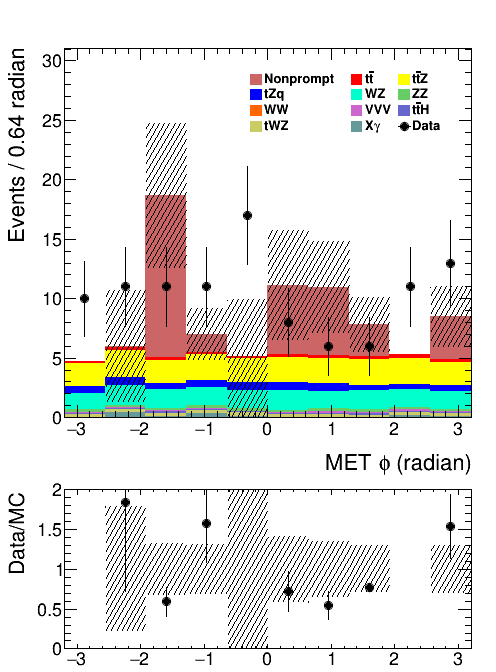 Events / 0.64 radian
30
25
20
15
10
5
0
Nonprompt tt̄ tt̄Z
tZq WZ ZZ
WW VVV tt̄H
tWZ Xγ Data
−3 −2 −1 0 1 2 3
MET ϕ (radian)
Data/MC
2
1.5
1
0.5
0
−3 −2 −1 0 1 2 3